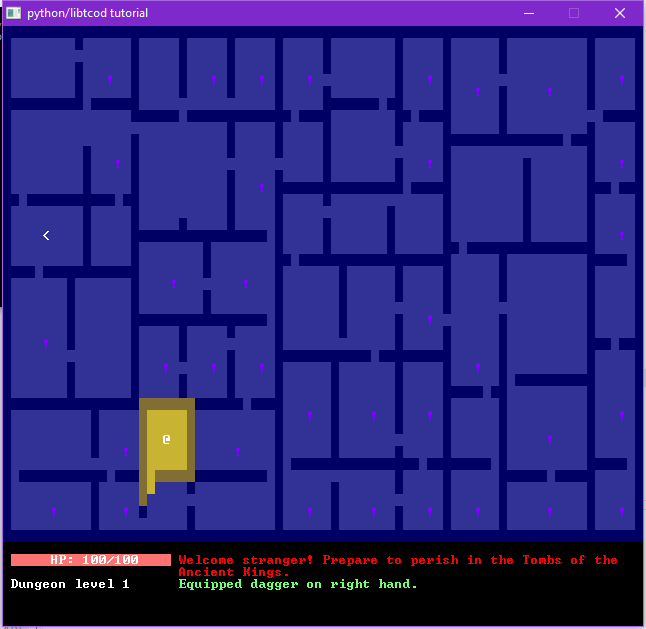 python/libtcod tutorial
<
@
HP: 100/100 Welcome stranger! Prepare to perish in the Tombs of the
Ancient Kings.
Dungeon level 1 Equipped dagger on right hand.